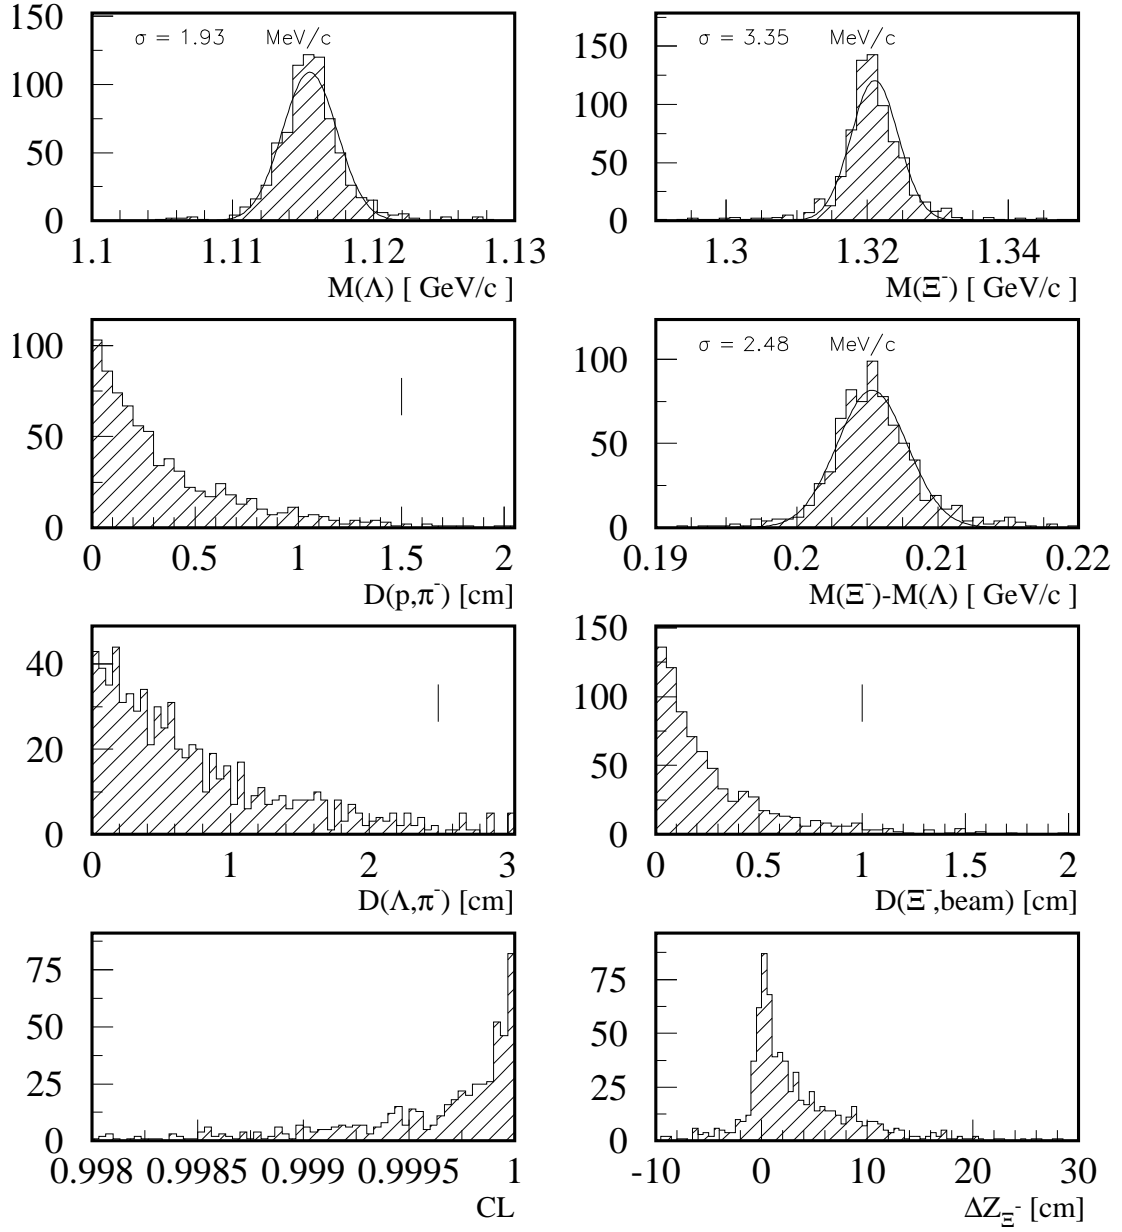 150
100
50
0
σ = 1.93 MeV/c
1.1 1.11 1.12 1.13
M(Λ) [ GeV/c ]
150
100
50
0
σ = 3.35 MeV/c
1.3 1.32 1.34
M(Ξ⁻) [ GeV/c ]
100
50
0
0 0.5 1 1.5 2
D(p,π⁻) [cm]
100
50
0
σ = 2.48 MeV/c
0.19 0.2 0.21 0.22
M(Ξ⁻)-M(Λ) [ GeV/c ]
40
20
0
0 1 2 3
D(Λ,π⁻) [cm]
150
100
50
0
0 0.5 1 1.5 2
D(Ξ⁻,beam) [cm]
75
50
25
0
0.998 0.9985 0.999 0.9995 1
CL
75
50
25
0
-10 0 10 20 30
ΔZ_Ξ⁻ [cm]